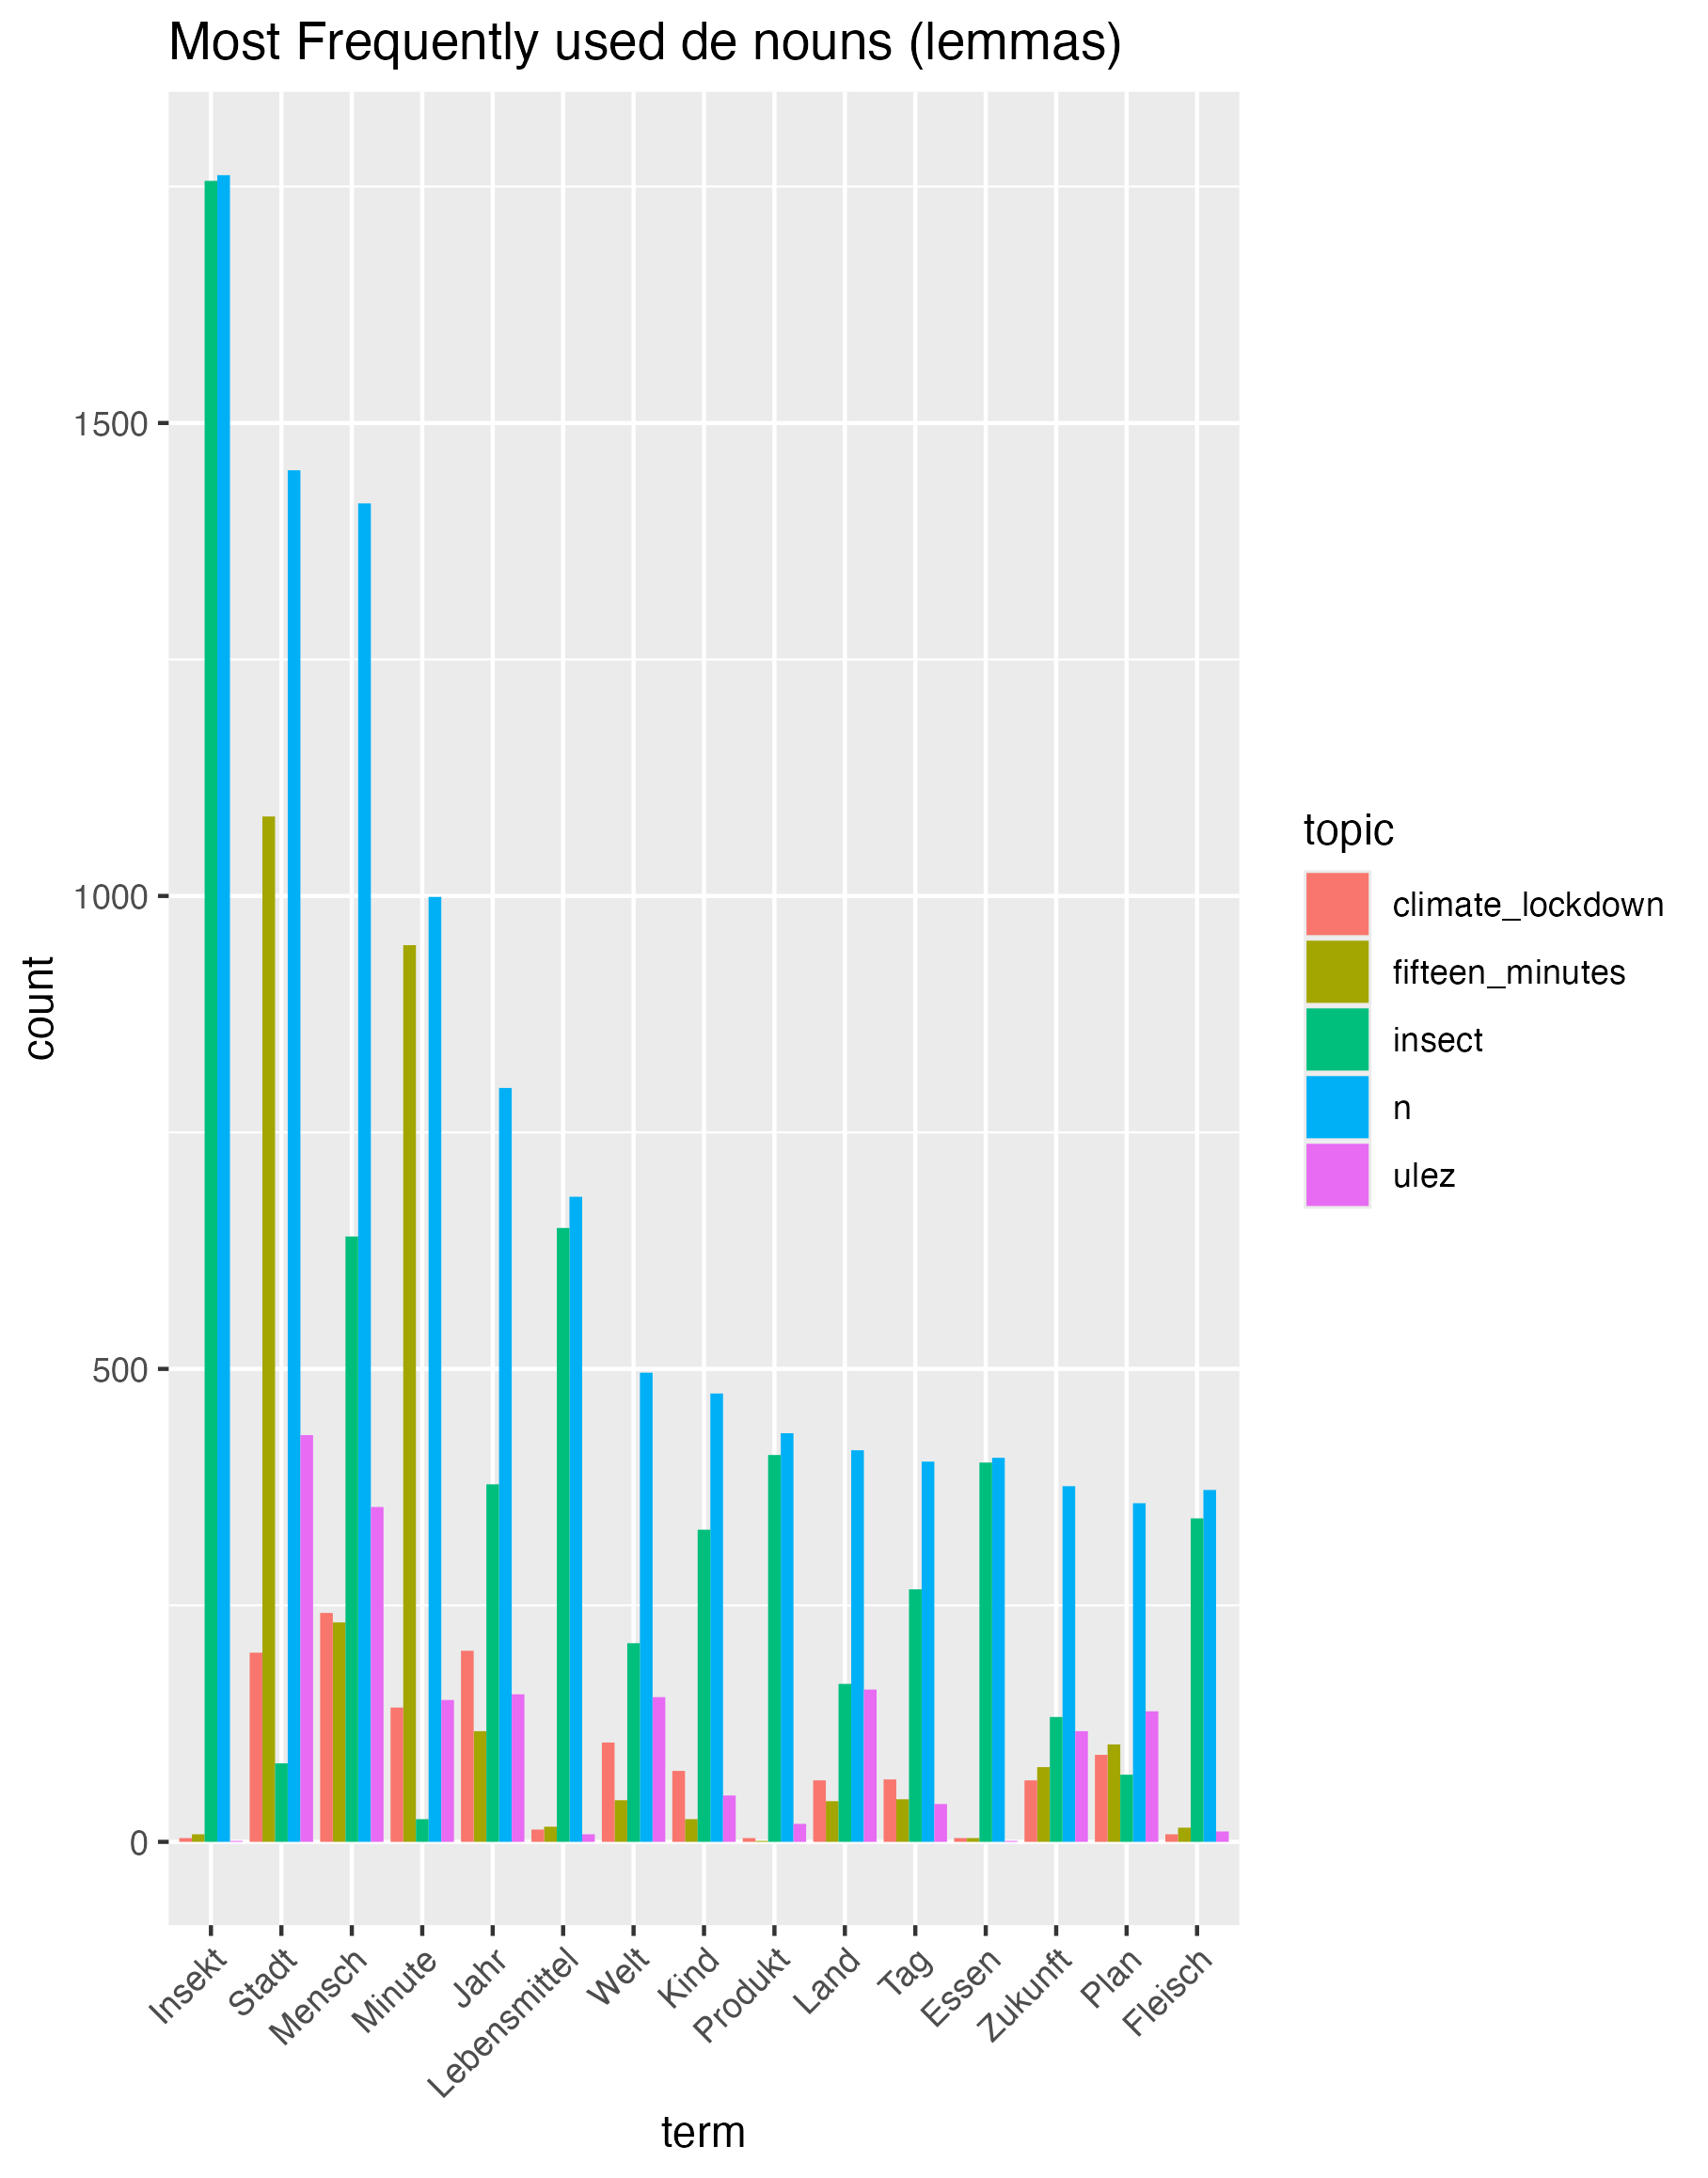 Most Frequently used de nouns (lemmas)
count
1500
1000
500
0
Insekt
Stadt
Mensch
Minute
Jahr
Lebensmittel
Welt
Kind
Produkt
Land
Tag
Essen
Zukunft
Plan
Fleisch
term
topic
climate_lockdown
fifteen_minutes
insect
n
ulez